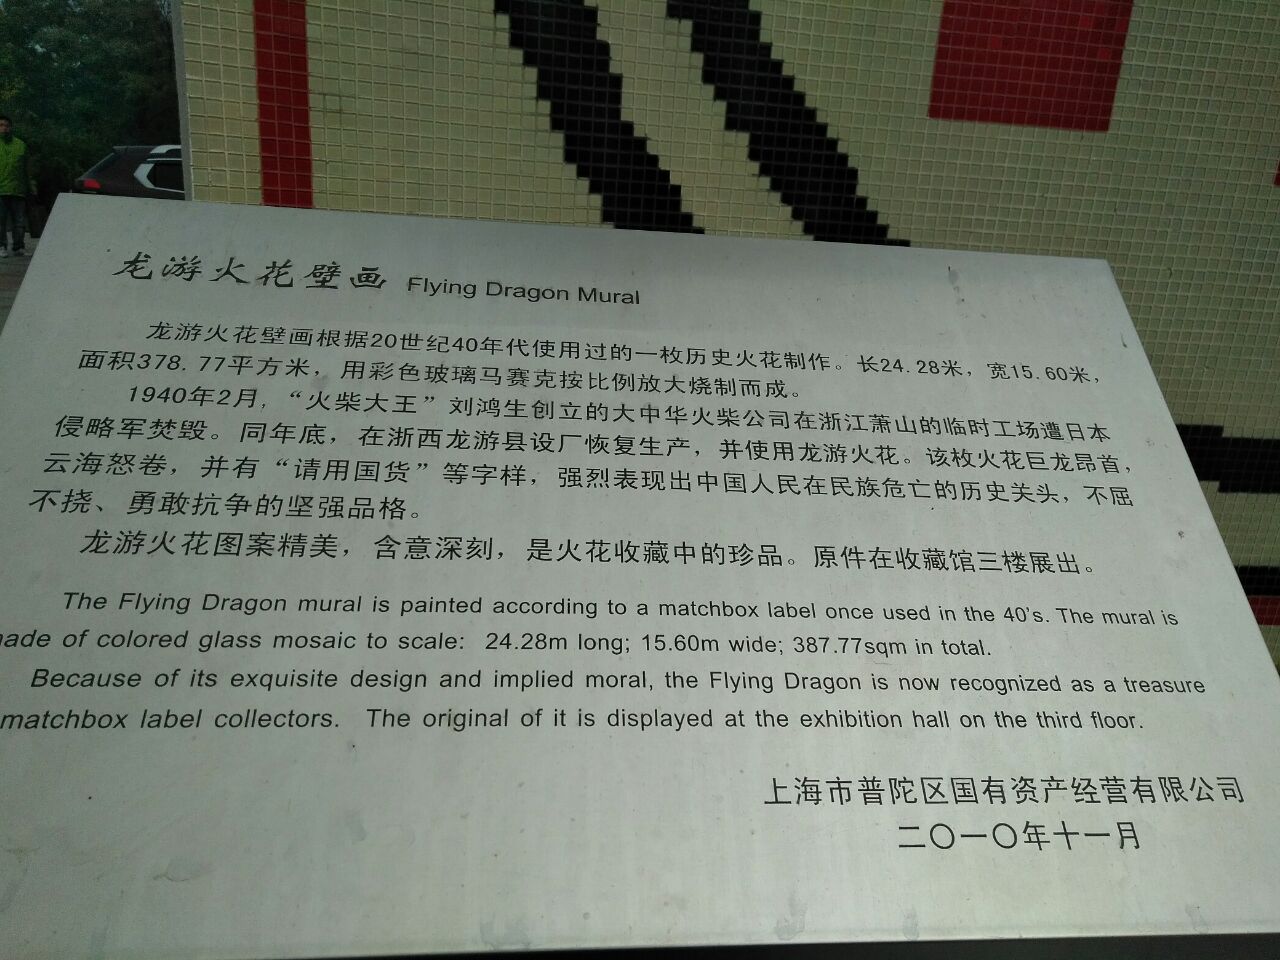 龙游火花壁画 Flying Dragon Mural
龙游火花壁画根据20世纪40年代使用过的一枚历史火花制作。长24.28米，宽15.60米，
面积378.77平方米，用彩色玻璃马赛克按比例放大烧制而成。
1940年2月，“火柴大王”刘鸿生创立的大中华火柴公司在浙江萧山的临时工场遭日本
侵略军焚毁。同年底，在浙西龙游县设厂恢复生产，并使用龙游火花。该枚火花巨龙昂首，
云海怒卷，并有“请用国货”等字样，强烈表现出中国人民在民族危亡的历史关头，不屈
不挠、勇敢抗争的坚强品格。
龙游火花图案精美，含意深刻，是火花收藏中的珍品。原件在收藏馆三楼展出。
The Flying Dragon mural is painted according to a matchbox label once used in the 40's. The mural is
ade of colored glass mosaic to scale: 24.28m long; 15.60m wide; 387.77sqm in total.
Because of its exquisite design and implied moral, the Flying Dragon is now recognized as a treasure
matchbox label collectors. The original of it is displayed at the exhibition hall on the third floor.
上海市普陀区国有资产经营有限公司
二〇一〇年十一月